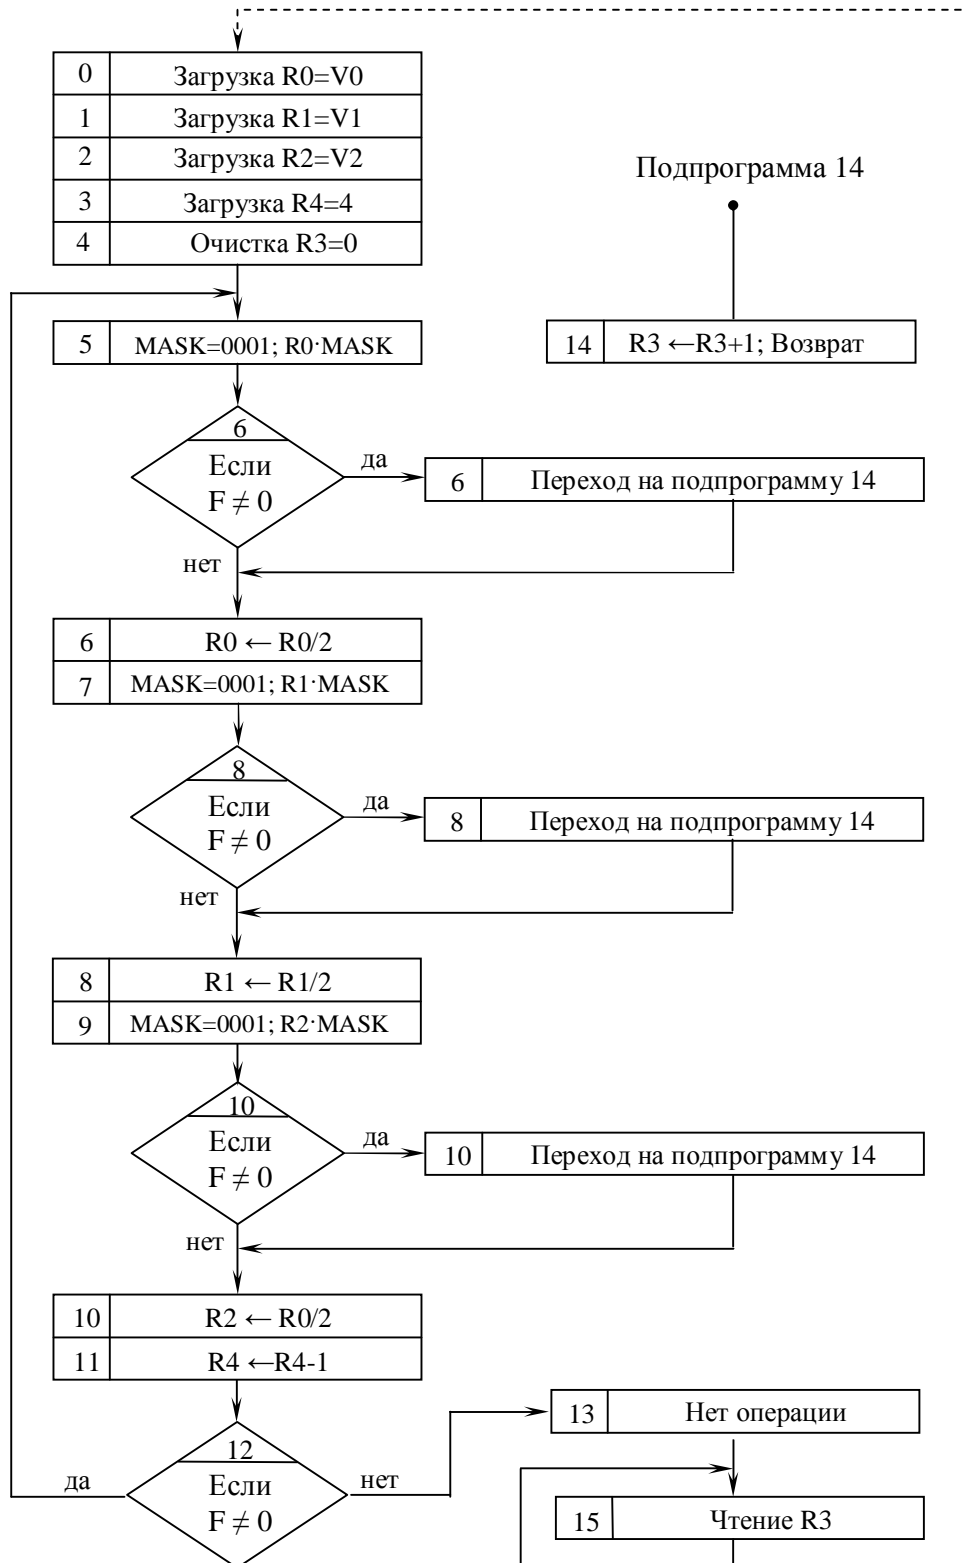 0 Загрузка R0=V0
1 Загрузка R1=V1
2 Загрузка R2=V2
3 Загрузка R4=4
4 Очистка R3=0
Подпрограмма 14
5 MASK=0001; R0·MASK
14 R3 ←R3+1; Возврат
6
Если
F ≠ 0
да
6 Переход на подпрограмму 14
нет
6 R0 ← R0/2
7 MASK=0001; R1·MASK
8
Если
F ≠ 0
да
8 Переход на подпрограмму 14
нет
8 R1 ← R1/2
9 MASK=0001; R2·MASK
10
Если
F ≠ 0
да
10 Переход на подпрограмму 14
нет
10 R2 ← R0/2
11 R4 ←R4-1
13 Нет операции
12
Если
F ≠ 0
да
нет
15 Чтение R3